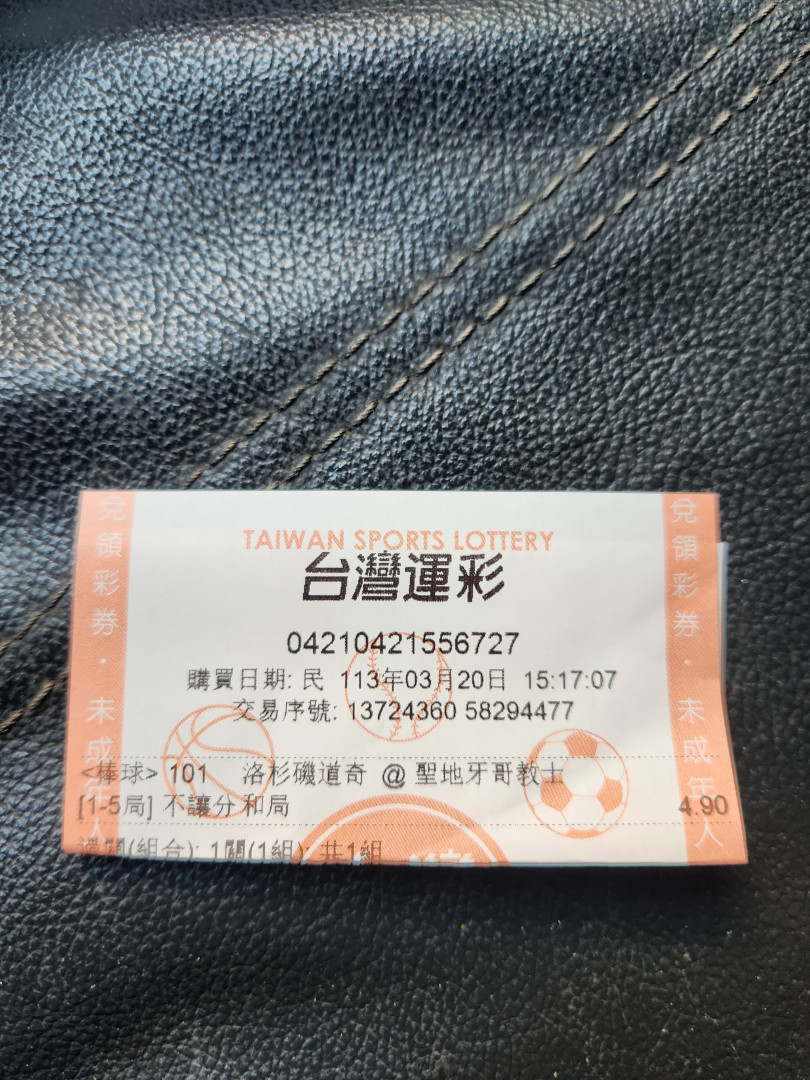 TAIWAN SPORTS LOTTERY
台灣運彩
04210421556727
購買日期: 民 113年03月20日 15:17:07
交易序號: 13724360 58294477
<棒球> 101 洛杉磯道奇 @ 聖地牙哥教士
[1-5局] 不讓分和局 4.90
過關(組合): 1關(1組); 共1組
兌領彩券・未成年人
兌領彩券・未成年人